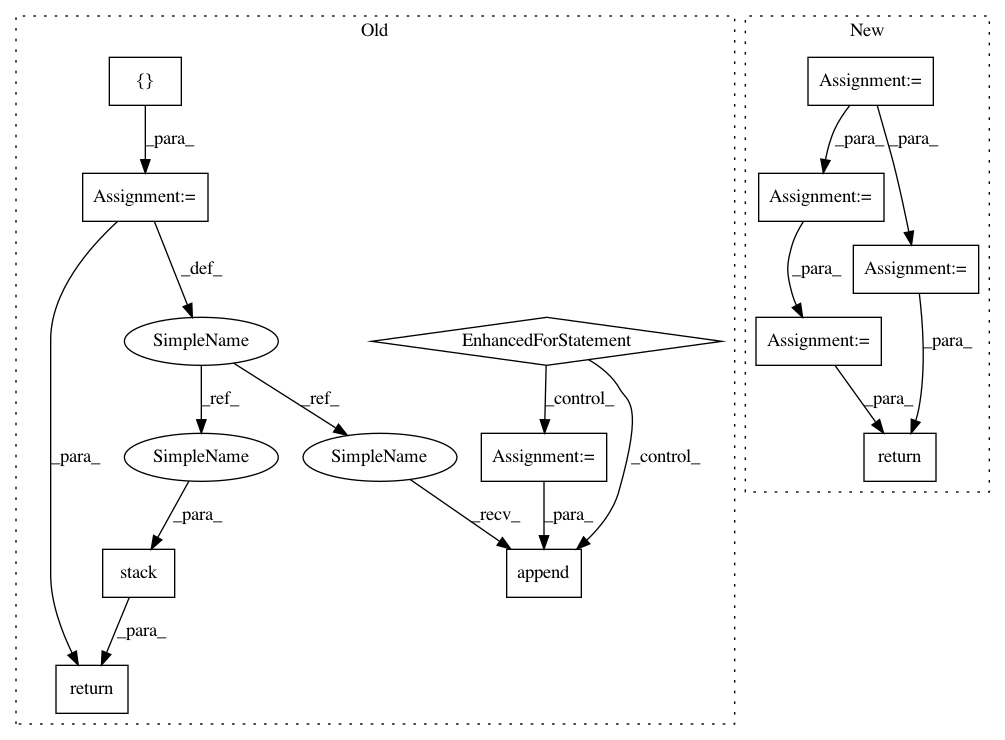 Old
New
{}
Assignment:=
_para_
_para_
_para_
Assignment:=
Assignment:=
_def_
_para_
Assignment:=
SimpleName
EnhancedForStatement
Assignment:=
_para_
_ref_
_ref_
_control_
_para_
_para_
SimpleName
SimpleName
Assignment:=
_control_
return
_para_
_recv_
_para_
stack
append
_para_
return